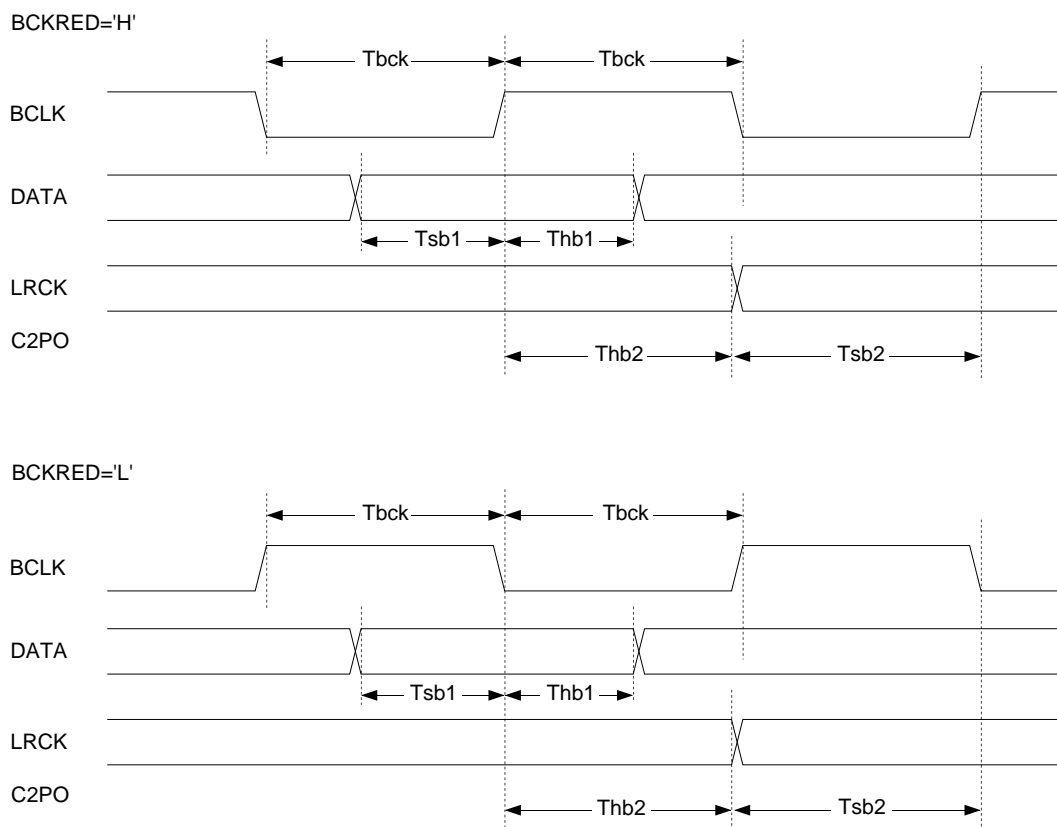 BCKRED='H'
Tbck Tbck
BCLK
DATA
Tsb1 Thb1
LRCK
C2PO
Thb2 Tsb2
BCKRED='L'
Tbck Tbck
BCLK
DATA
Tsb1 Thb1
LRCK
C2PO
Thb2 Tsb2